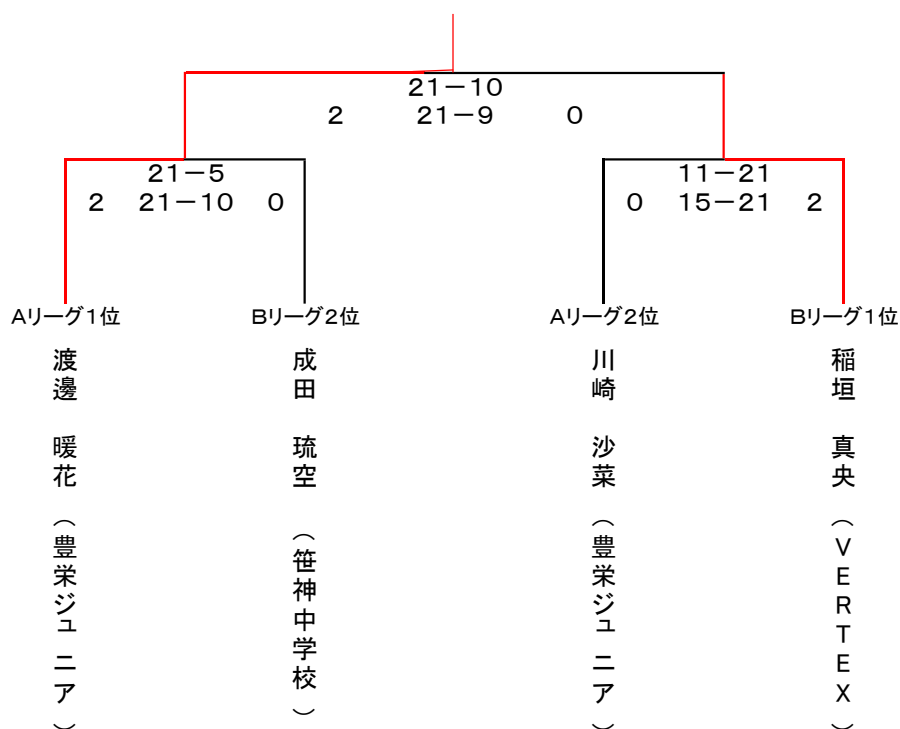 21－10
2　21－9　0
21－5
2　21－10　0
11－21
0　15－21　2
Aリーグ1位
Bリーグ2位
Aリーグ2位
Bリーグ1位
渡邊　暖花　（豊栄ジュニア）
成田　琉空　（笹神中学校）
川崎　沙菜　（豊栄ジュニア）
稲垣　真央　（VERTEX）